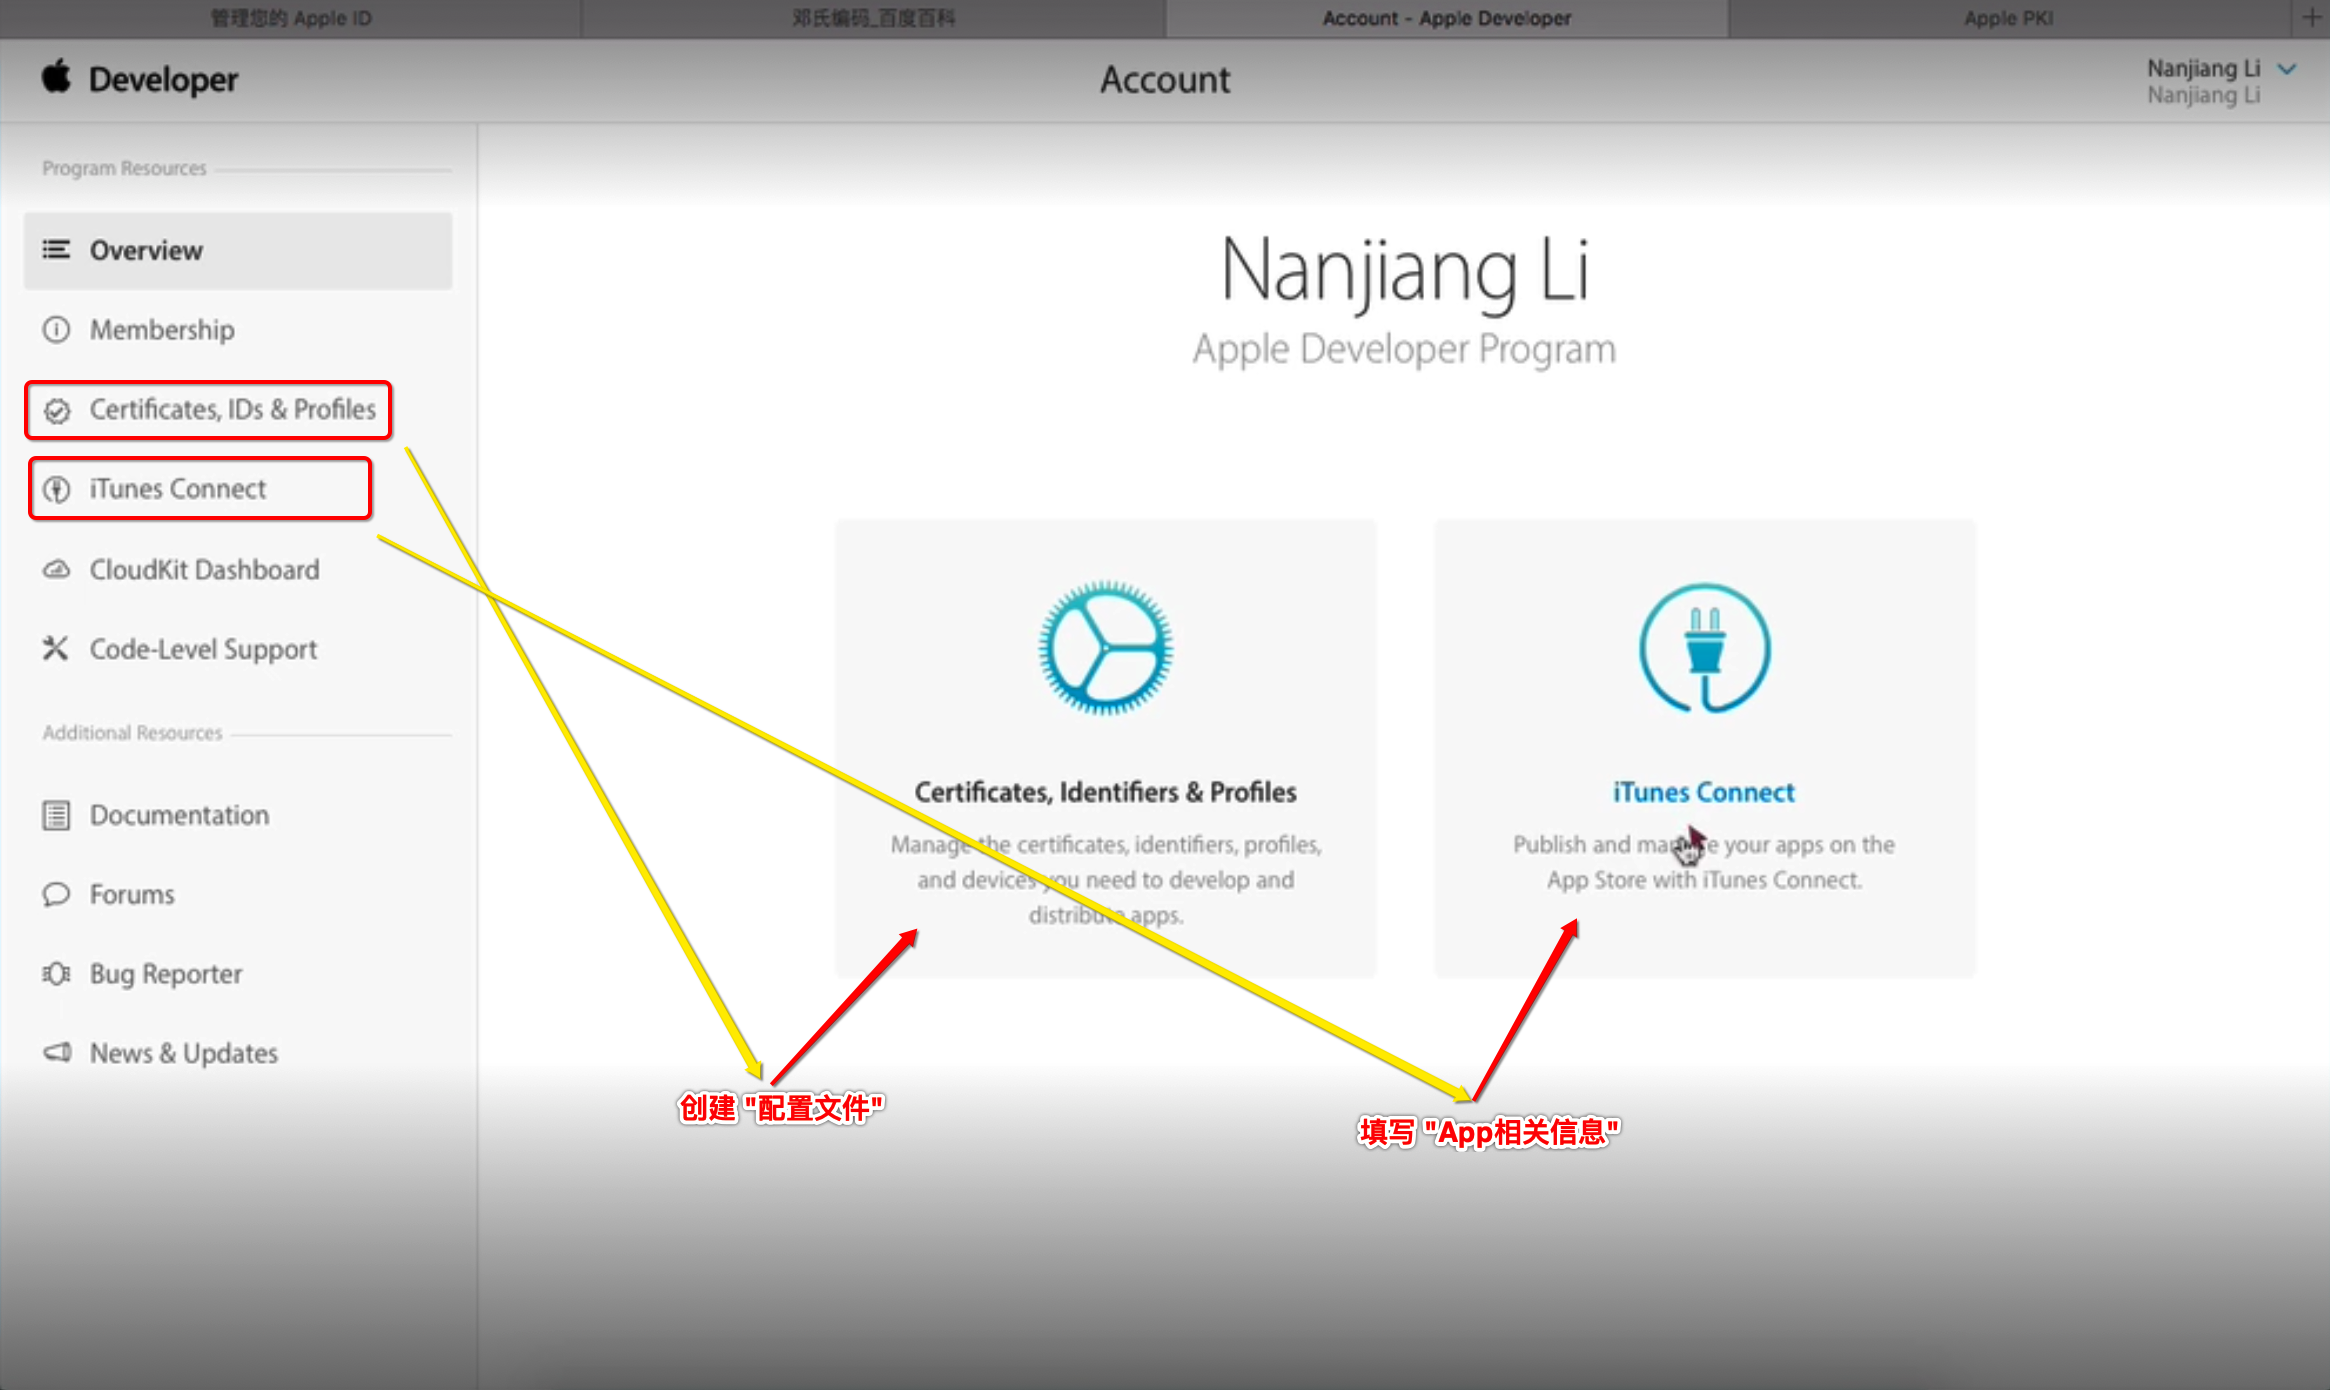 管理您的 Apple ID
邓氏编码_百度百科
Account - Apple Developer
Apple PKI
Developer
Account
Nanjiang Li
Nanjiang Li
Program Resources
Overview
Membership
Certificates, IDs & Profiles
iTunes Connect
CloudKit Dashboard
Code-Level Support
Additional Resources
Documentation
Forums
Bug Reporter
News & Updates
Nanjiang Li
Apple Developer Program
Certificates, Identifiers & Profiles
Manage the certificates, identifiers, profiles,
and devices you need to develop and
distribute apps.
iTunes Connect
Publish and manage your apps on the
App Store with iTunes Connect.
创建 "配置文件"
填写 "App相关信息"